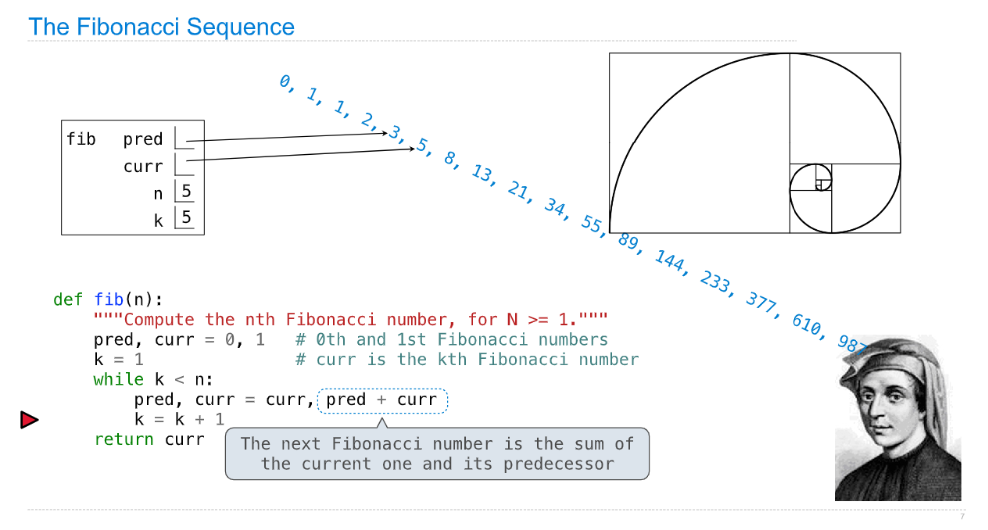 The Fibonacci Sequence
0, 1, 1, 2, 3, 5, 8, 13, 21, 34, 55, 89, 144, 233, 377, 610, 987
fib pred
curr
n 5
k 5
def fib(n):
"""Compute the nth Fibonacci number, for N >= 1."""
pred, curr = 0, 1 # 0th and 1st Fibonacci numbers
k = 1 # curr is the kth Fibonacci number
while k < n:
pred, curr = curr, pred + curr
k = k + 1
return curr
The next Fibonacci number is the sum of
the current one and its predecessor
7